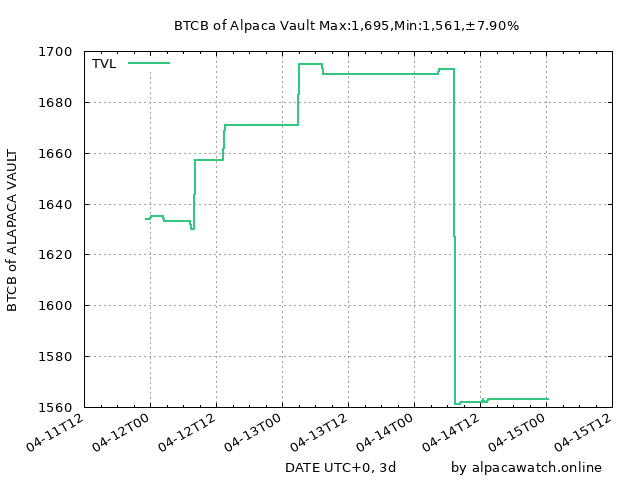 BTCB of Alpaca Vault Max:1,695,Min:1,561,±7.90%
TVL
1700
1680
1660
1640
1620
1600
1580
1560
BTCB of ALAPACA VAULT
04-11T12
04-12T00
04-12T12
04-13T00
04-13T12
04-14T00
04-14T12
04-15T00
04-15T12
DATE UTC+0, 3d
by alpacawatch.online